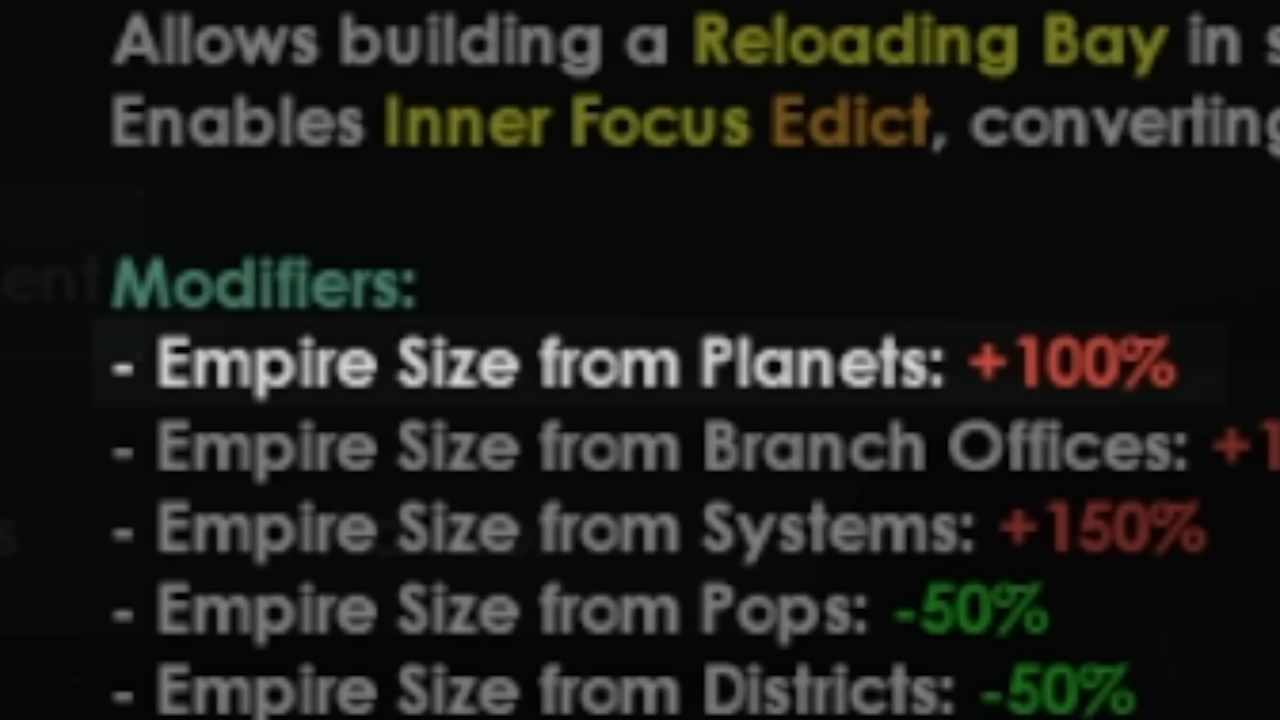 Allows building a Reloading Bay in
Enables Inner Focus Edict, converting
Modifiers:
- Empire Size from Planets: +100%
- Empire Size from Branch Offices:
- Empire Size from Systems: +150%
- Empire Size from Pops: -50%
- Empire Size from Districts: -50%